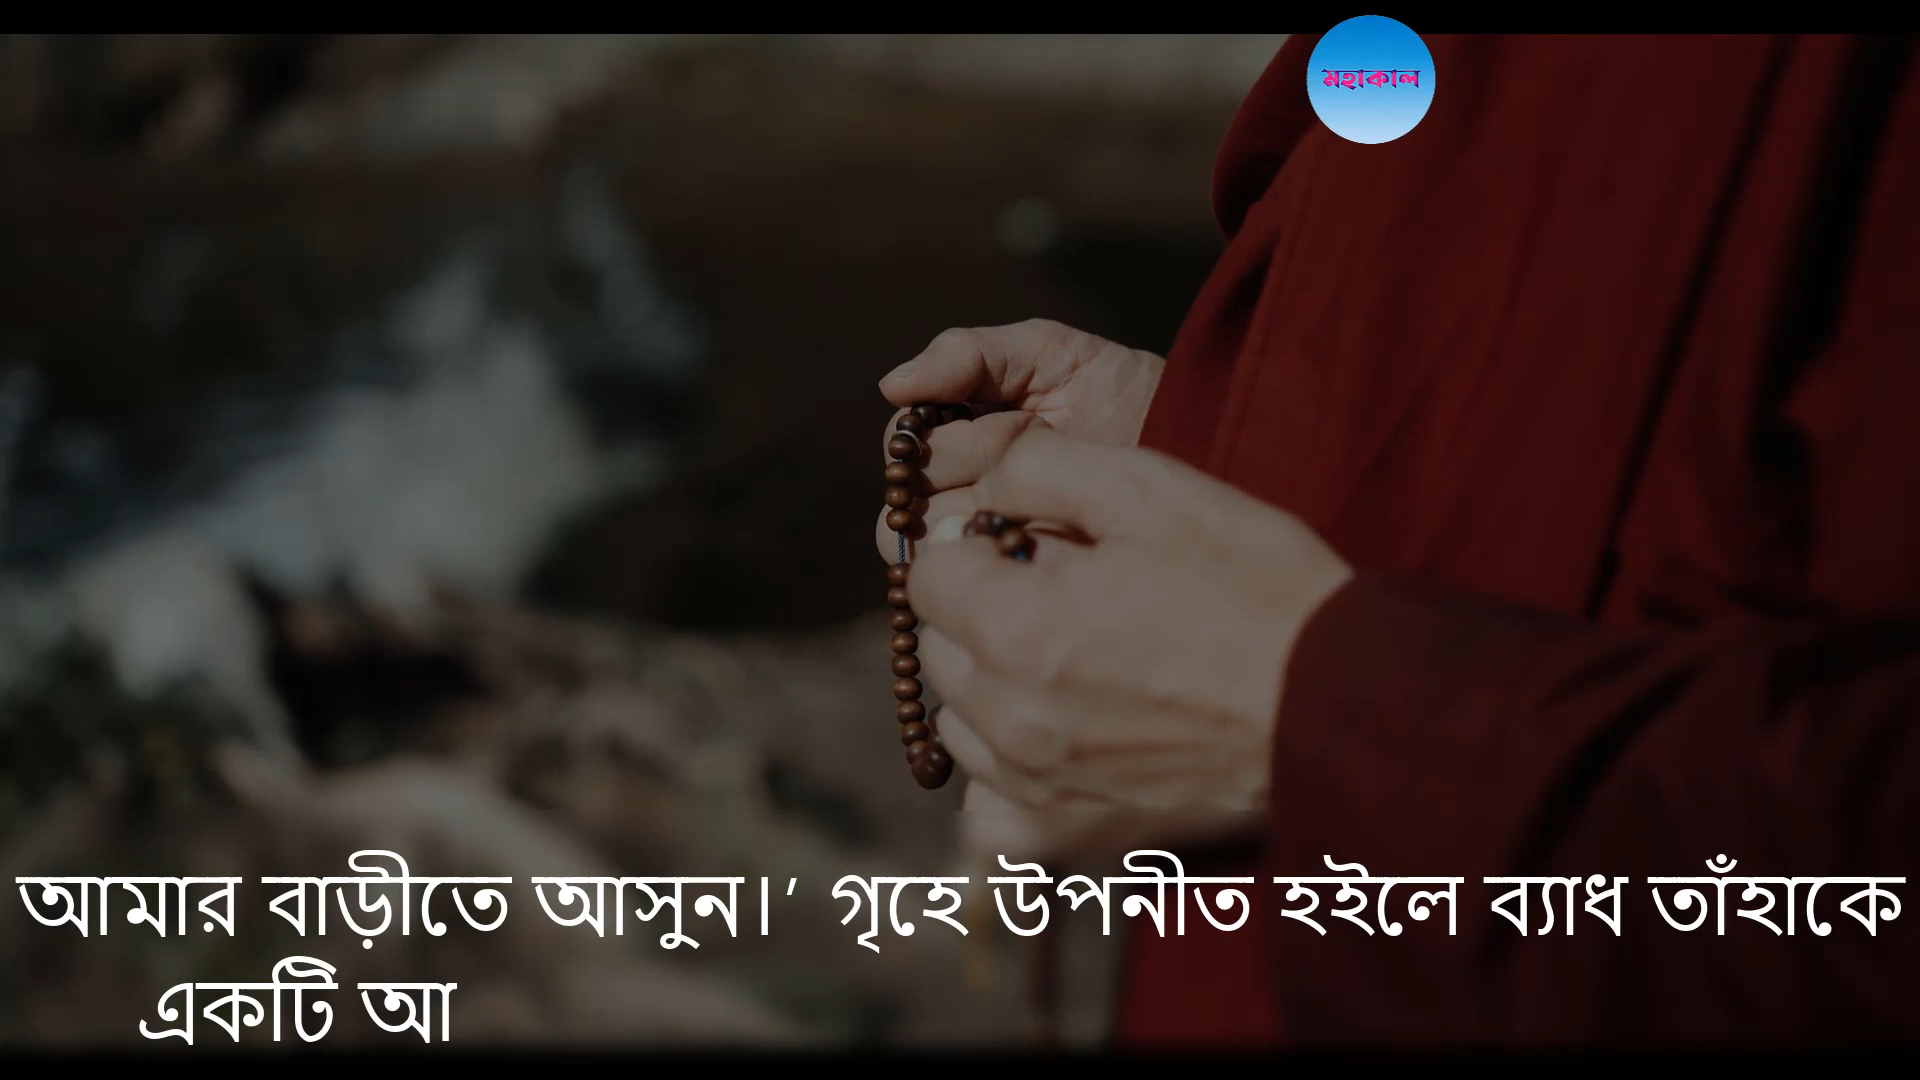 মহাকাল
আমার বাড়ীতে আসুন।’ গৃহে উপনীত হইলে ব্যাধ তাঁহাকে
একটি আ